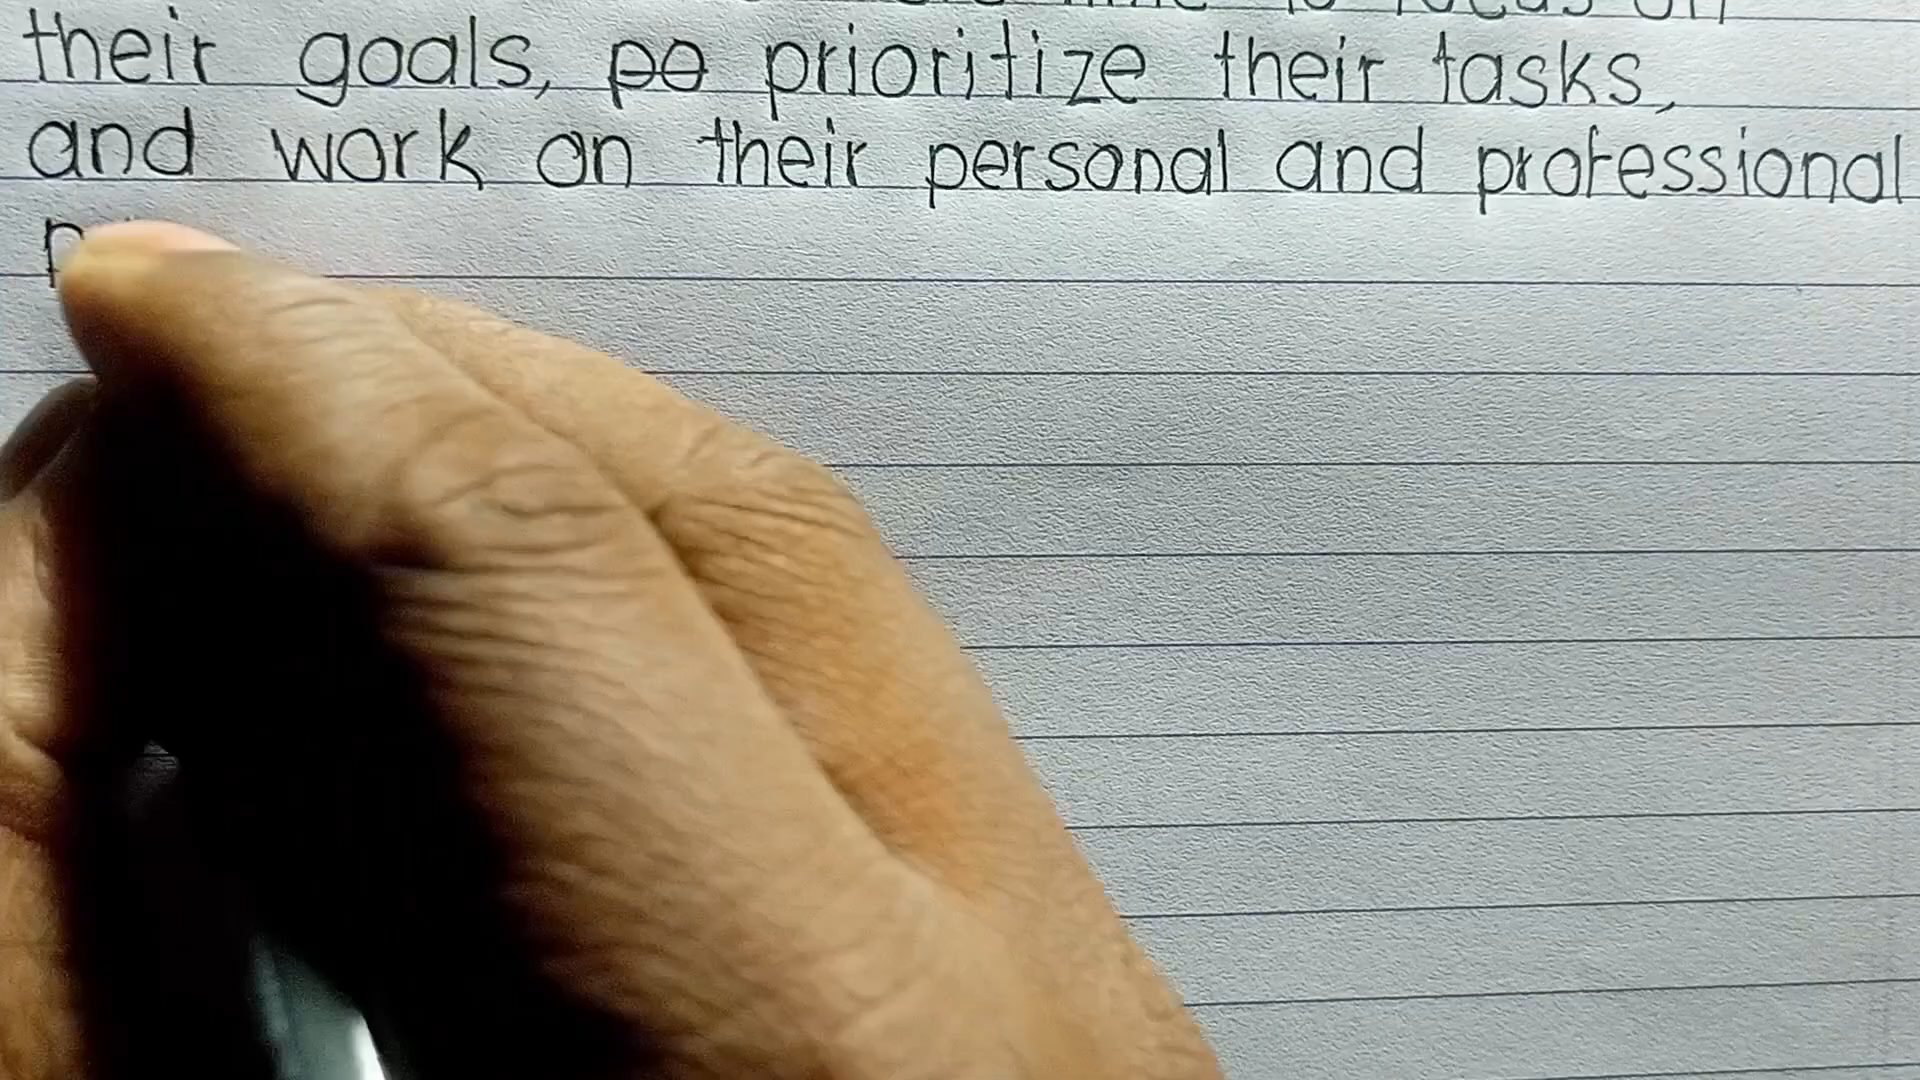 their goals, po prioritize their tasks,
and work on their personal and professional